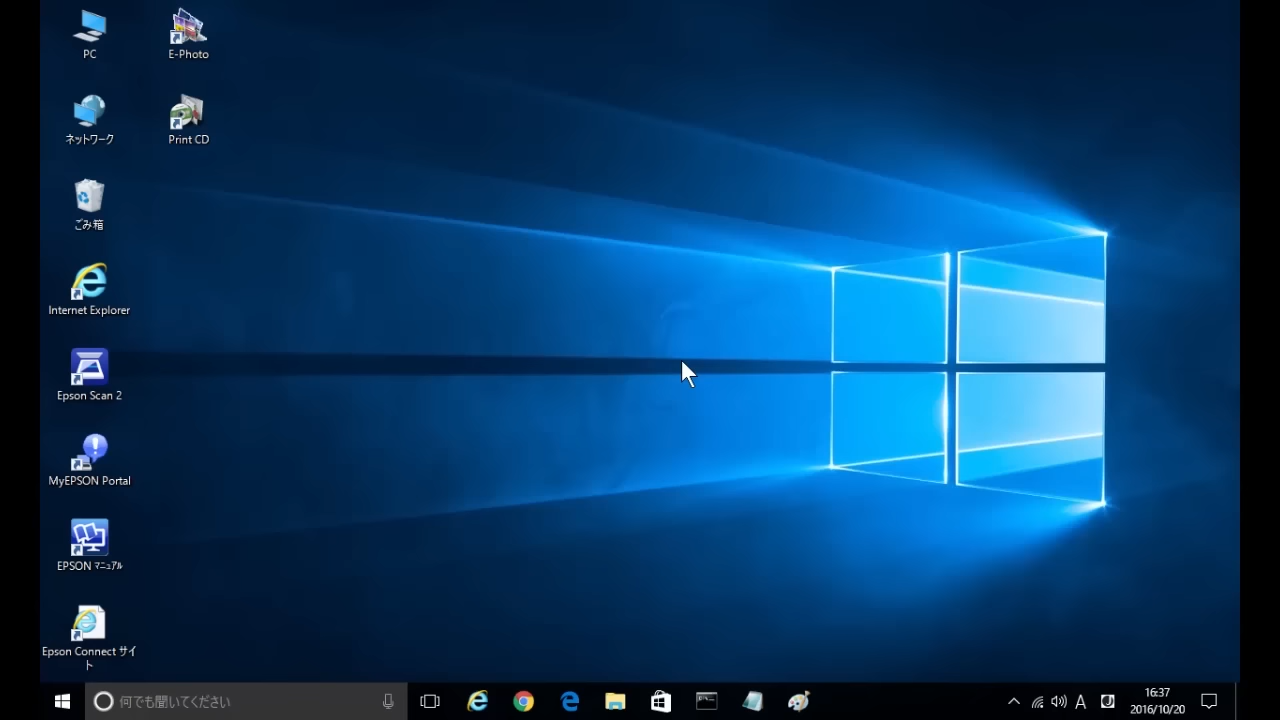 PC
E-Photo
ネットワーク
Print CD
ごみ箱
Internet Explorer
Epson Scan 2
MyEPSON Portal
EPSON ﾏﾆｭｱﾙ
Epson Connect サイ
ト
何でも聞いてください
A
16:37
2016/10/20